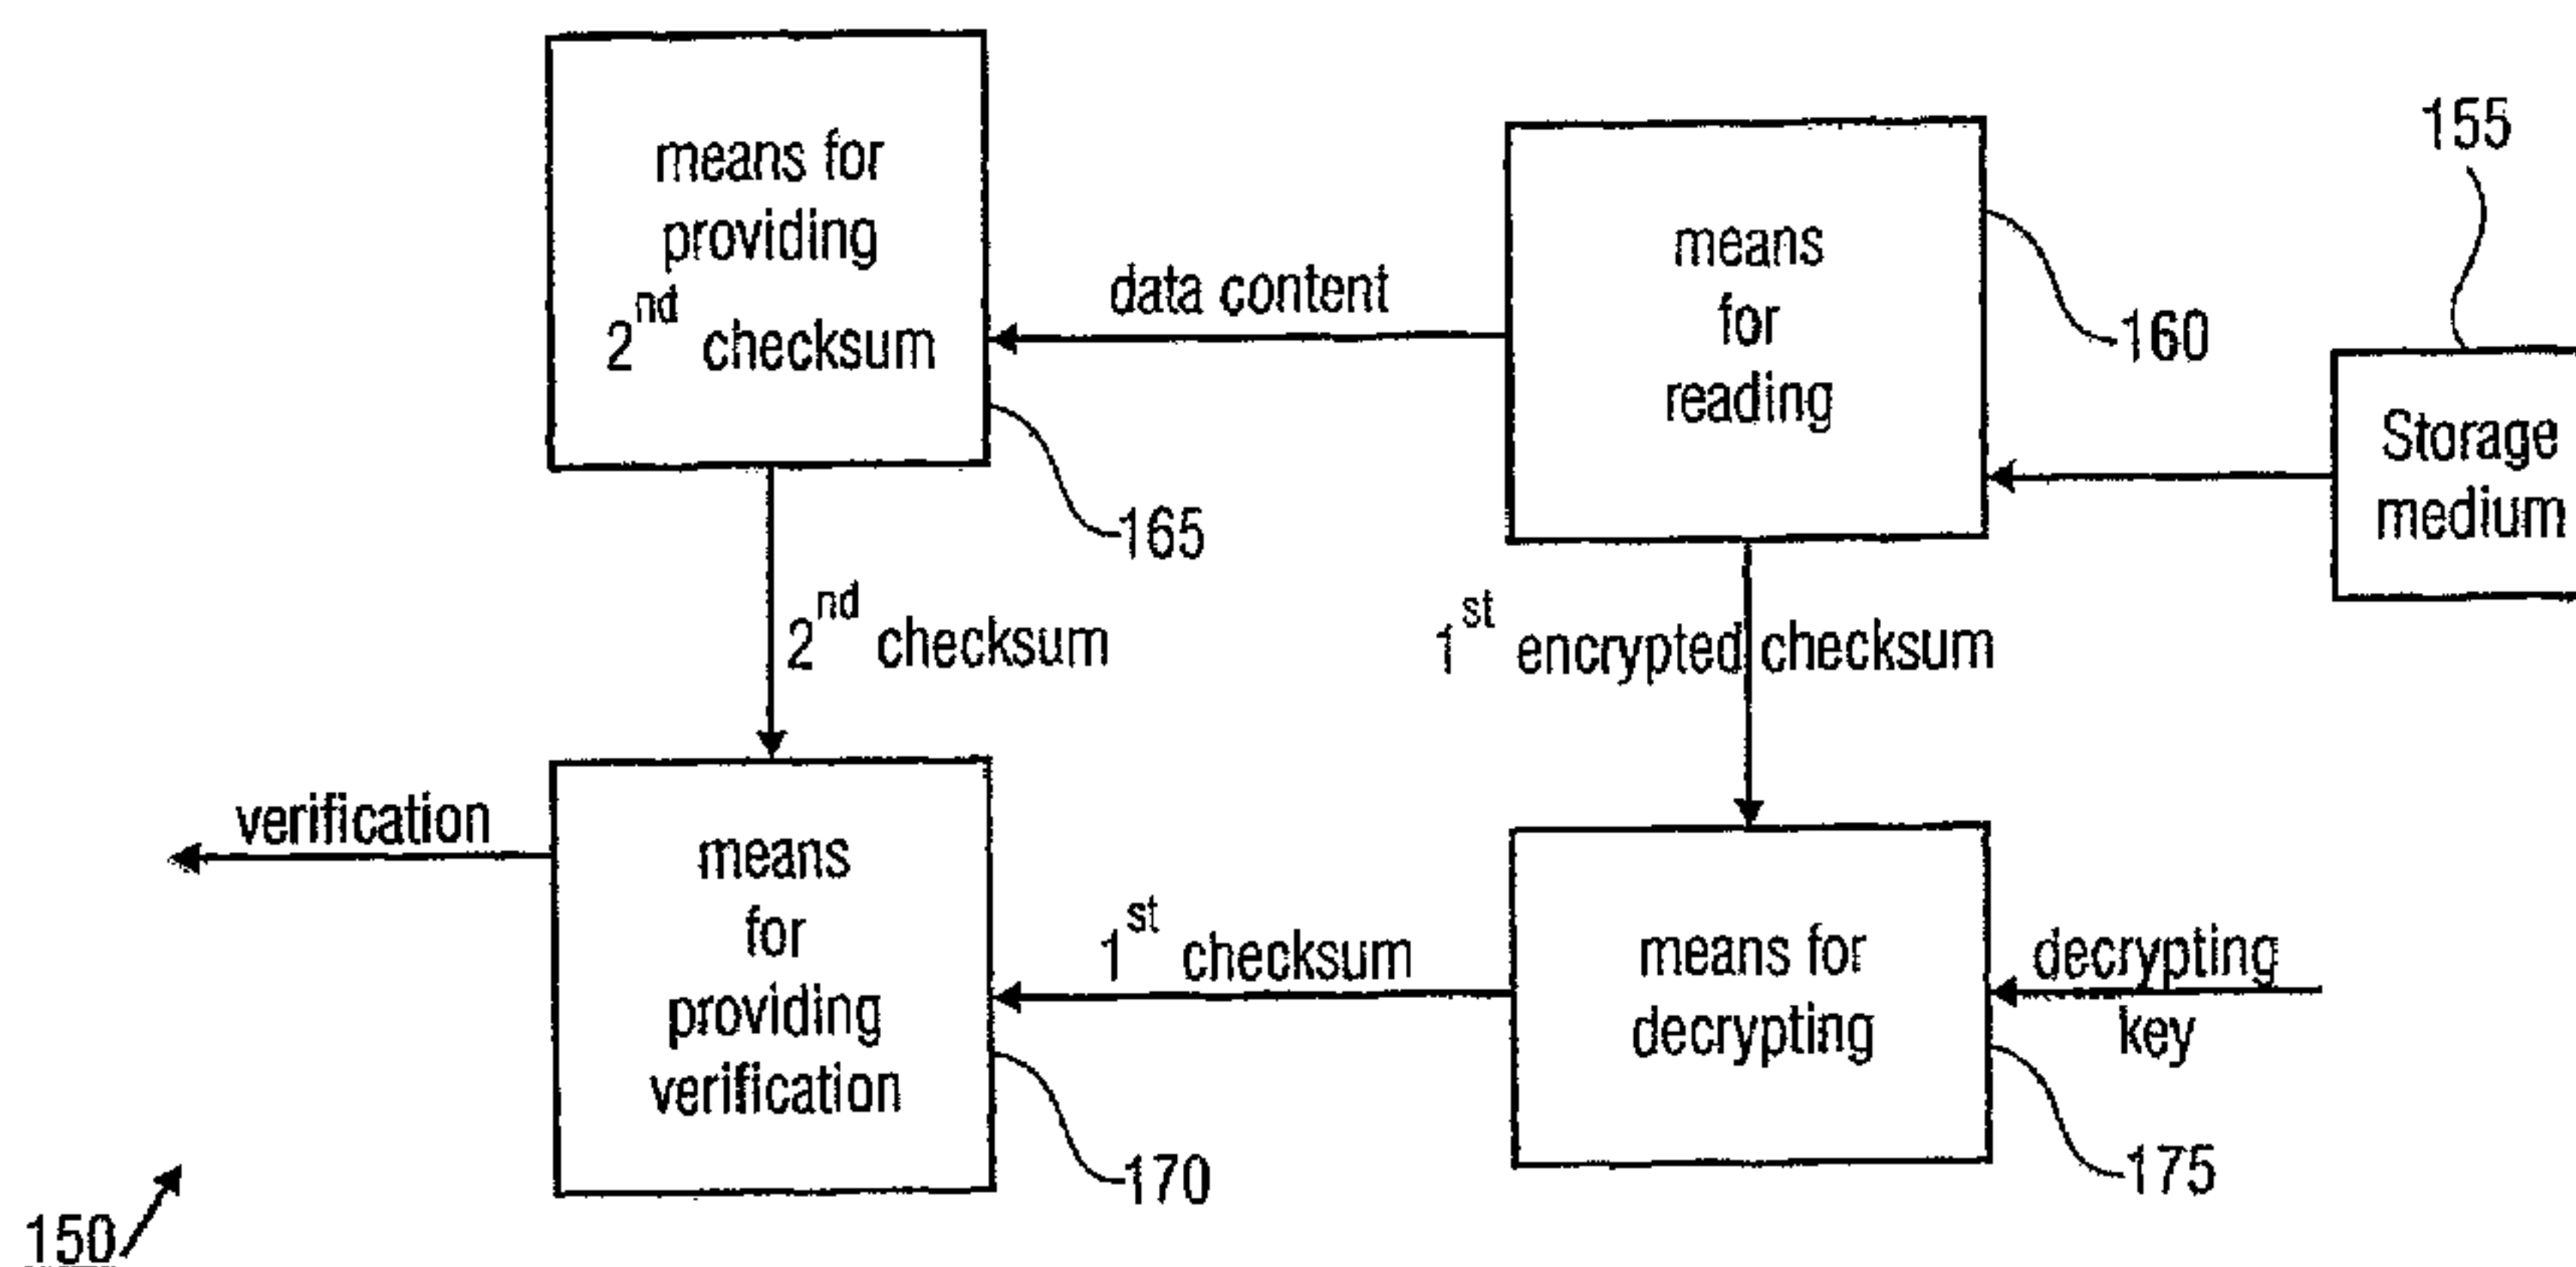 means for
providing
2nd checksum
165
data content
means
for
reading
160
155
Storage
medium
2nd checksum
1st encrypted checksum
verification
means
for
providing
verification
170
1st checksum
means for
decrypting
175
decrypting
key
150